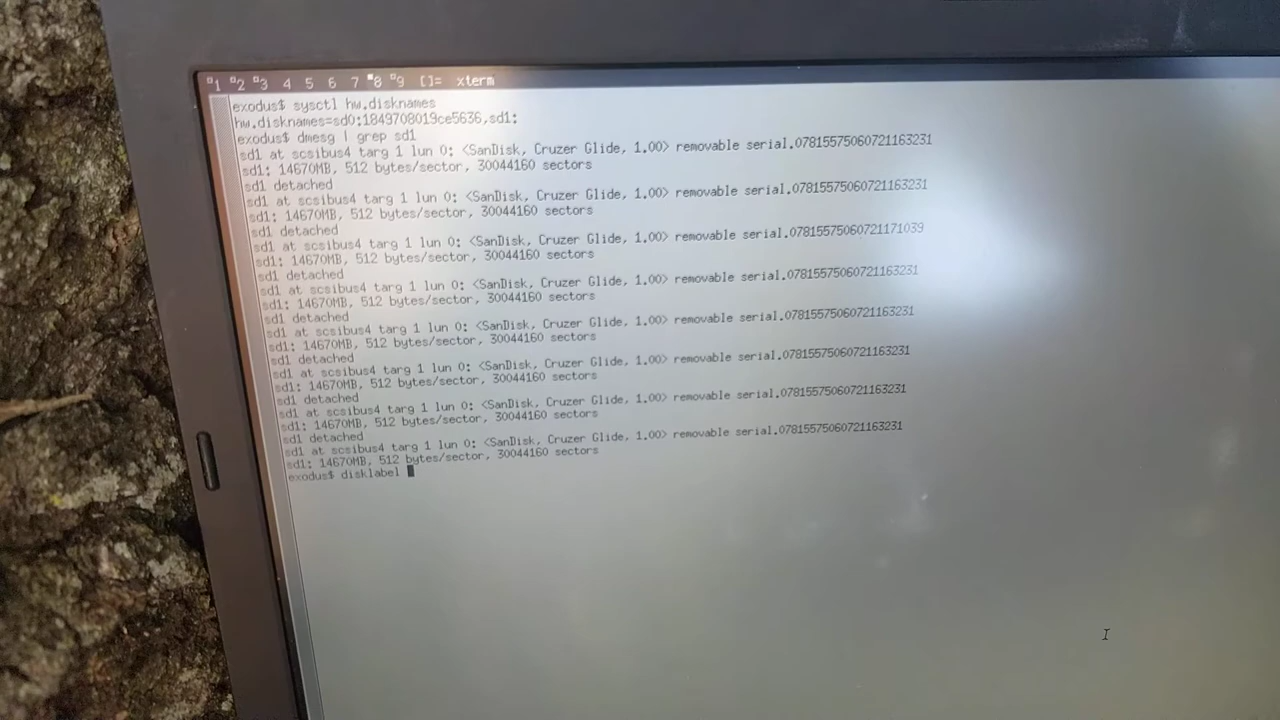 1 2 3 4 5 6 7 8 9 []= xterm
exodus$ sysctl hw.disknames
hw.disknames=sd0:1849708019ce5636,sd1:
exodus$ dmesg | grep sd1
sd1 at scsibus4 targ 1 lun 0: <SanDisk, Cruzer Glide, 1.00> removable serial.07815575060721163231
sd1: 14670MB, 512 bytes/sector, 30044160 sectors
sd1 detached
sd1 at scsibus4 targ 1 lun 0: <SanDisk, Cruzer Glide, 1.00> removable serial.07815575060721163231
sd1: 14670MB, 512 bytes/sector, 30044160 sectors
sd1 detached
sd1 at scsibus4 targ 1 lun 0: <SanDisk, Cruzer Glide, 1.00> removable serial.07815575060721171039
sd1: 14670MB, 512 bytes/sector, 30044160 sectors
sd1 detached
sd1 at scsibus4 targ 1 lun 0: <SanDisk, Cruzer Glide, 1.00> removable serial.07815575060721163231
sd1: 14670MB, 512 bytes/sector, 30044160 sectors
sd1 detached
sd1 at scsibus4 targ 1 lun 0: <SanDisk, Cruzer Glide, 1.00> removable serial.07815575060721163231
sd1: 14670MB, 512 bytes/sector, 30044160 sectors
sd1 detached
sd1 at scsibus4 targ 1 lun 0: <SanDisk, Cruzer Glide, 1.00> removable serial.07815575060721163231
sd1: 14670MB, 512 bytes/sector, 30044160 sectors
sd1 detached
sd1 at scsibus4 targ 1 lun 0: <SanDisk, Cruzer Glide, 1.00> removable serial.07815575060721163231
sd1: 14670MB, 512 bytes/sector, 30044160 sectors
sd1 detached
sd1 at scsibus4 targ 1 lun 0: <SanDisk, Cruzer Glide, 1.00> removable serial.07815575060721163231
sd1: 14670MB, 512 bytes/sector, 30044160 sectors
exodus$ disklabel